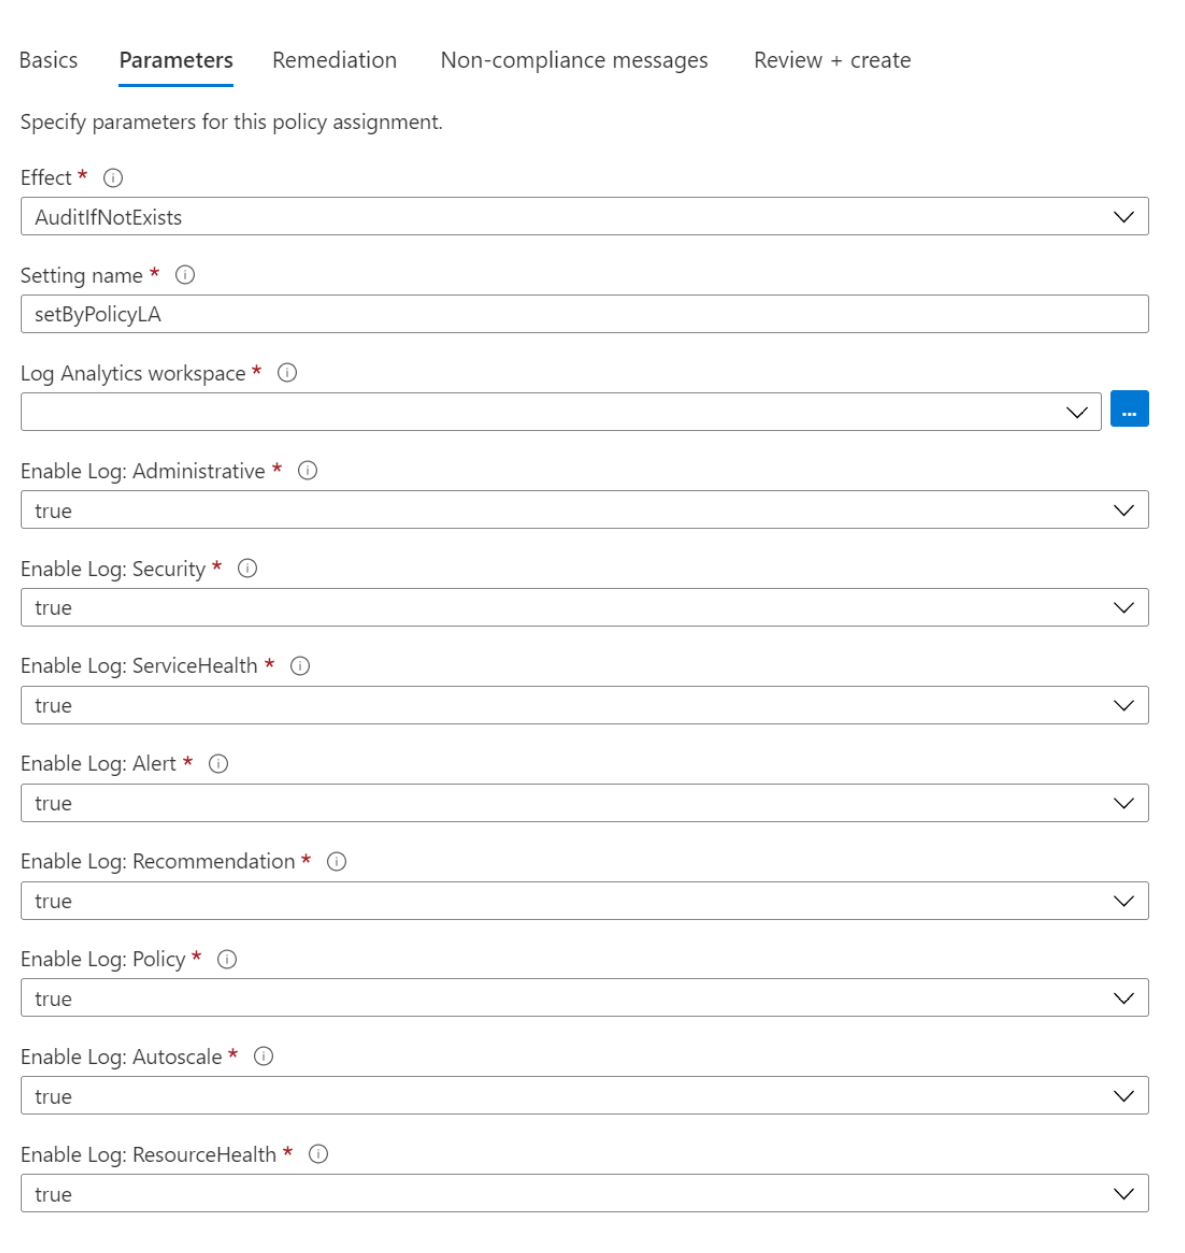 Basics Parameters Remediation Non-compliance messages Review + create
Specify parameters for this policy assignment.
Effect *
AuditIfNotExists
Setting name *
setByPolicyLA
Log Analytics workspace *
...
Enable Log: Administrative *
true
Enable Log: Security *
true
Enable Log: ServiceHealth *
true
Enable Log: Alert *
true
Enable Log: Recommendation *
true
Enable Log: Policy *
true
Enable Log: Autoscale *
true
Enable Log: ResourceHealth *
true